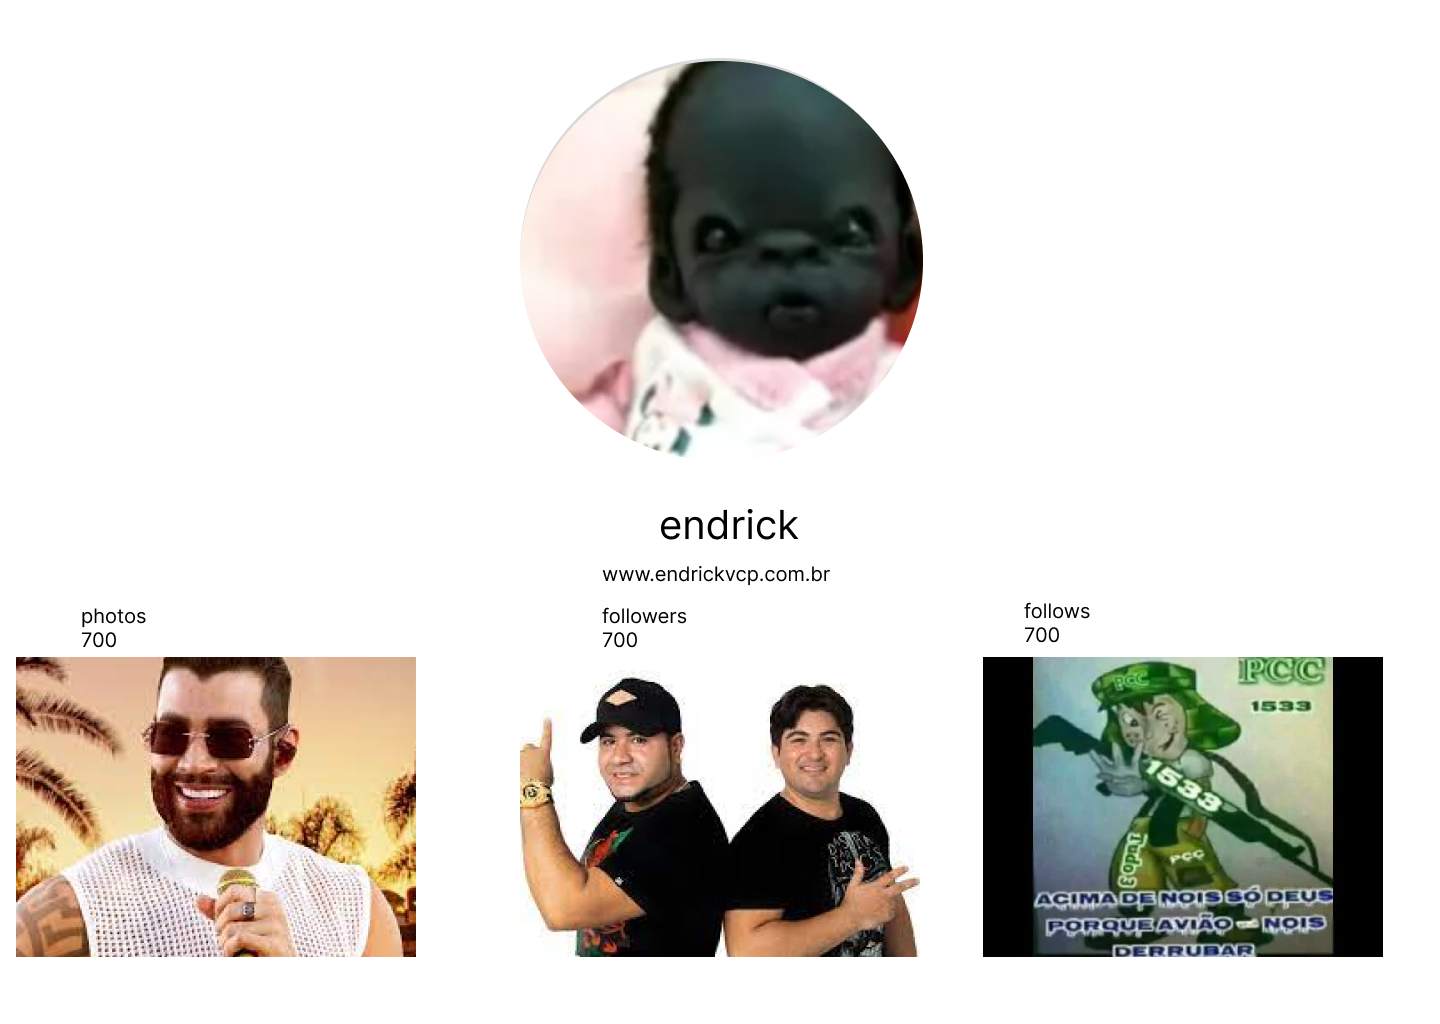 endrick
www.endrickvcp.com.br
photos
700
followers
700
follows
700
PCC
PCC
1533
1533
PCC
ACIMA DE NOIS SÓ DEUS
PORQUE AVIÃO NOIS
DERRUBAR